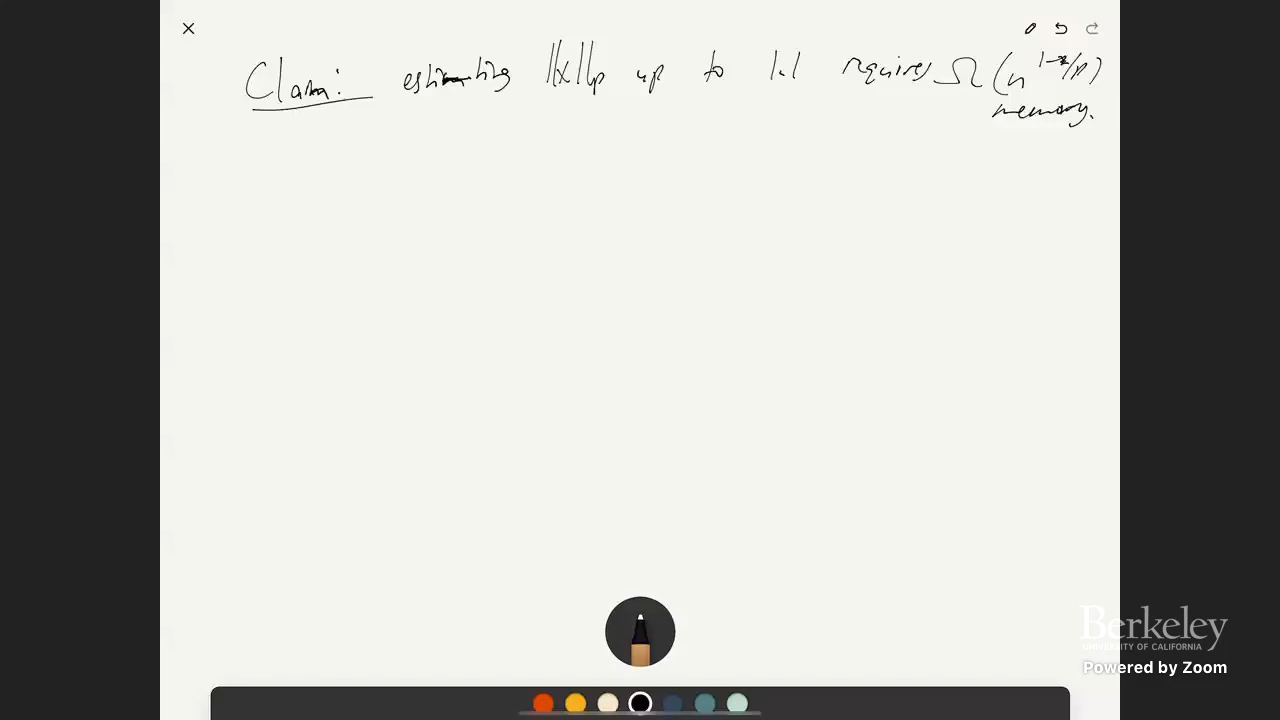 Claim: estimating ||x||p up to 1.1 requires Ω(n^{1-2/p})
memory.
Berkeley
UNIVERSITY OF CALIFORNIA
Powered by Zoom